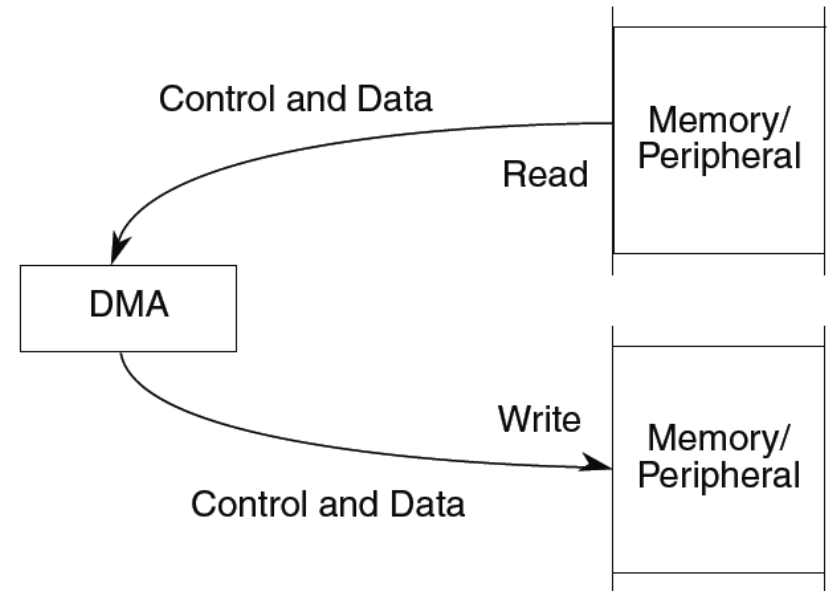 Control and Data
Memory/
Peripheral
Read
DMA
Write
Memory/
Peripheral
Control and Data